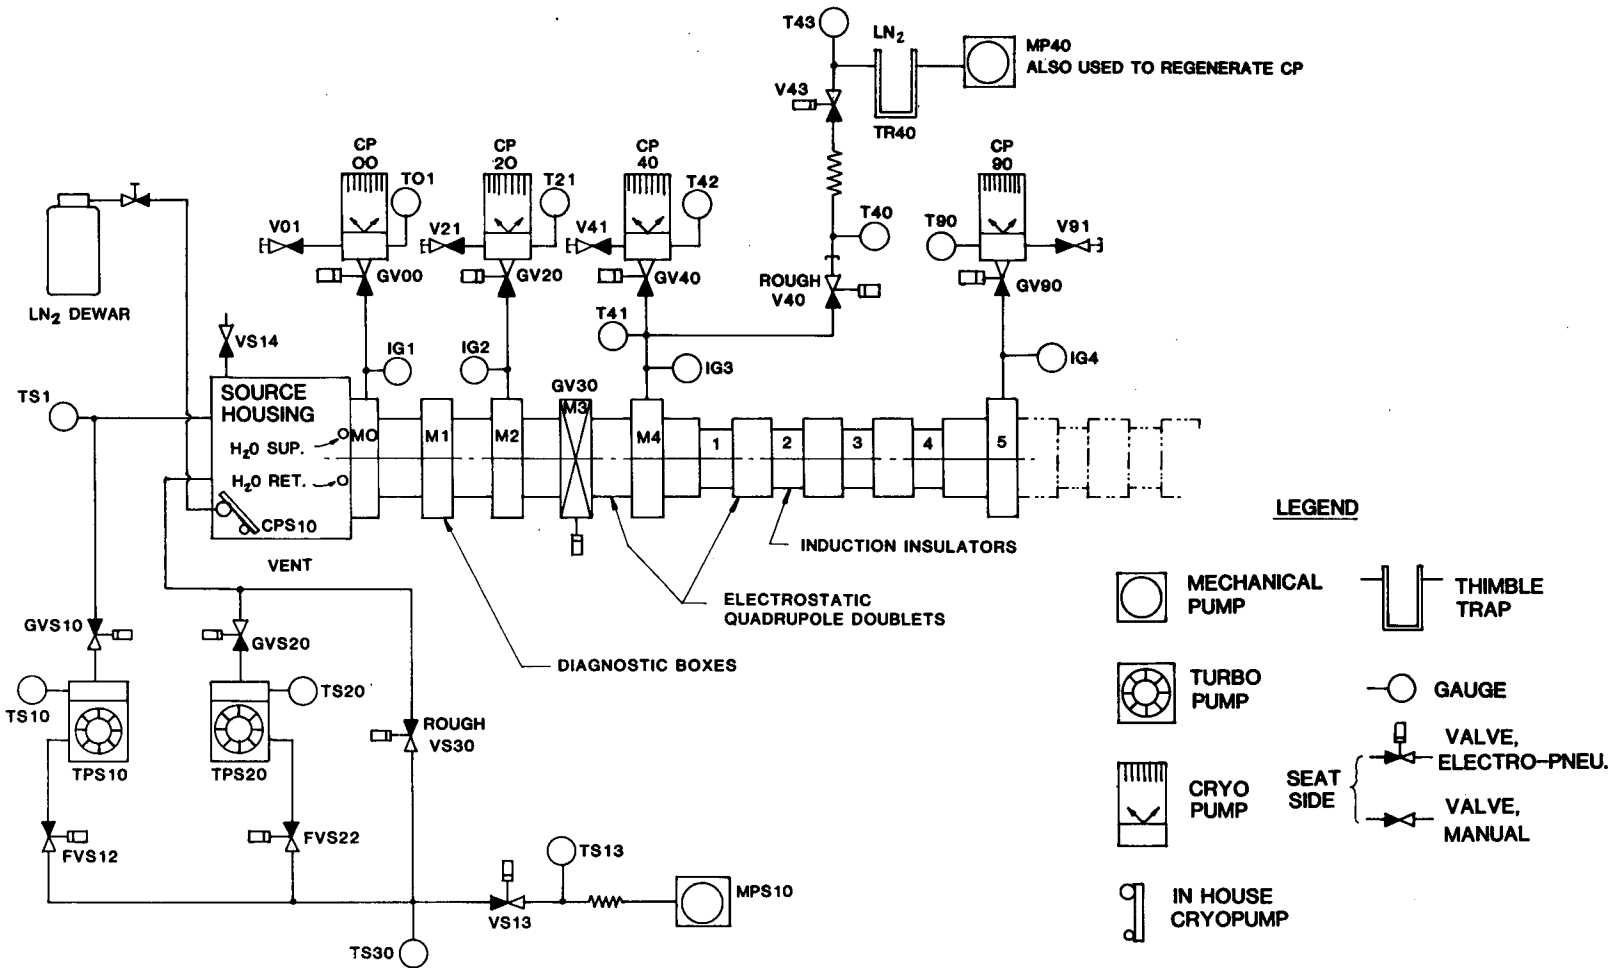 T43
LN2
MP40
ALSO USED TO REGENERATE CP
V43
TR40
CP
00
CP
20
CP
40
CP
90
TO1
T21
T42
T40
T90
V01
V21
V41
V91
GV00
GV20
GV40
ROUGH
V40
GV90
LN2 DEWAR
VS14
T41
IG1
IG2
IG3
IG4
TS1
SOURCE
HOUSING
GV30
M3
H2O SUP.
MO
M1
M2
M4
1
2
3
4
5
H2O RET.
CPS10
LEGEND
VENT
INDUCTION INSULATORS
ELECTROSTATIC
QUADRUPOLE DOUBLETS
DIAGNOSTIC BOXES
GVS10
GVS20
TS10
TS20
ROUGH
VS30
TPS10
TPS20
FVS12
FVS22
TS13
VS13
MPS10
TS30
MECHANICAL
PUMP
THIMBLE
TRAP
TURBO
PUMP
GAUGE
CRYO
PUMP
SEAT
SIDE
VALVE,
ELECTRO-PNEU.
VALVE,
MANUAL
IN HOUSE
CRYOPUMP